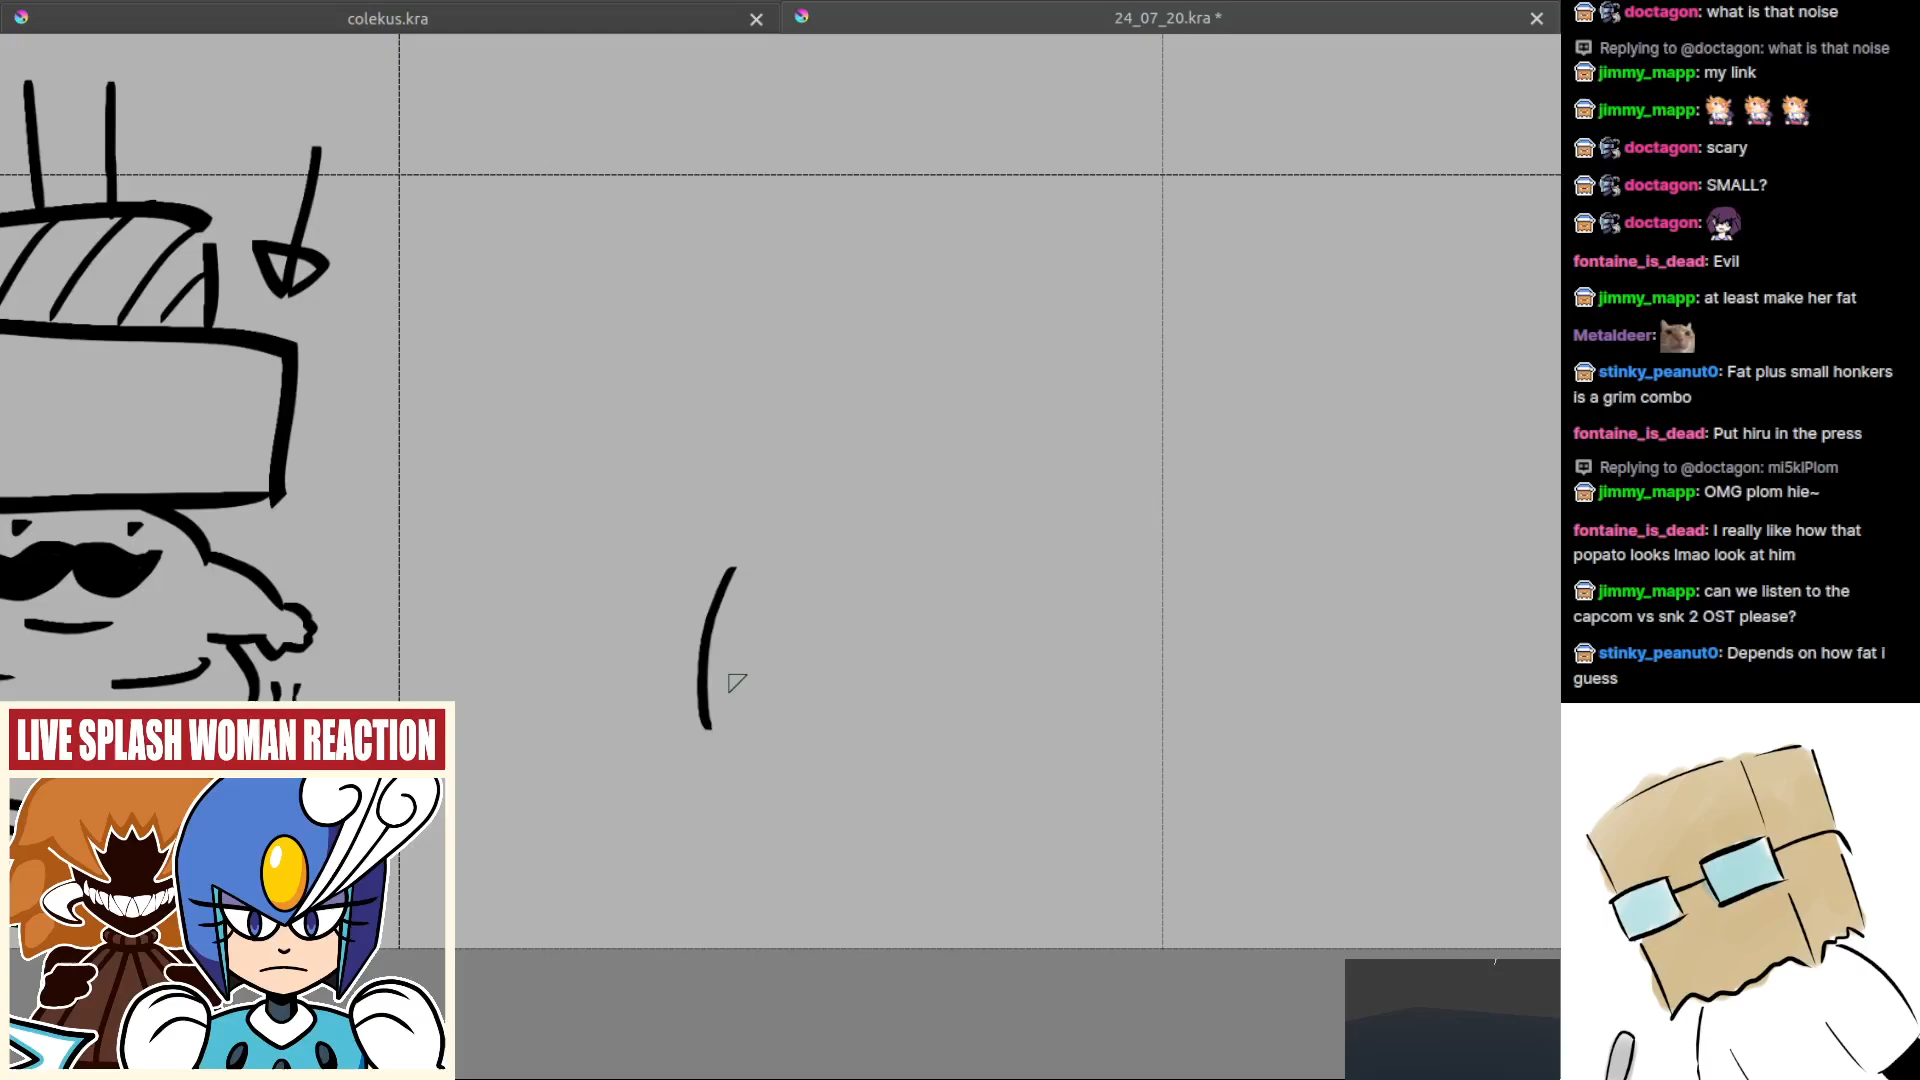 colekus.kra
24_07_20.kra *
doctagon: what is that noise
Replying to @doctagon: what is that noise
jimmy_mapp: my link
jimmy_mapp:
doctagon: scary
doctagon: SMALL?
doctagon:
fontaine_is_dead: Evil
jimmy_mapp: at least make her fat
Metaldeer:
stinky_peanut0: Fat plus small honkers
is a grim combo
fontaine_is_dead: Put hiru in the press
Replying to @doctagon: mi5kiPlom
jimmy_mapp: OMG plom hie~
fontaine_is_dead: I really like how that
popato looks lmao look at him
jimmy_mapp: can we listen to the
capcom vs snk 2 OST please?
stinky_peanut0: Depends on how fat i
guess
LIVE SPLASH WOMAN REACTION